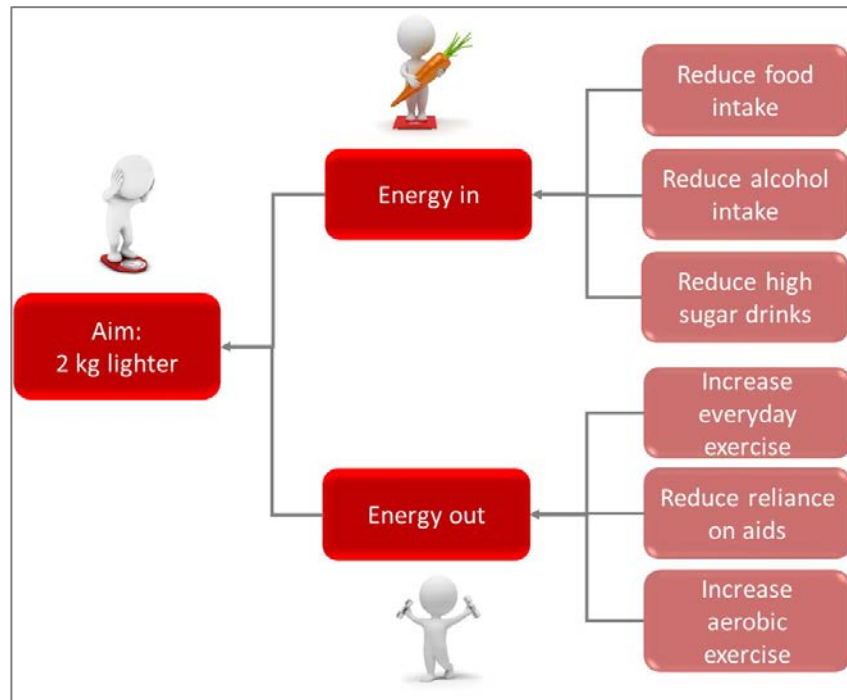 Aim:
2 kg lighter
Energy in
Reduce food
intake
Reduce alcohol
intake
Reduce high
sugar drinks
Energy out
Increase
everyday
exercise
Reduce reliance
on aids
Increase
aerobic
exercise